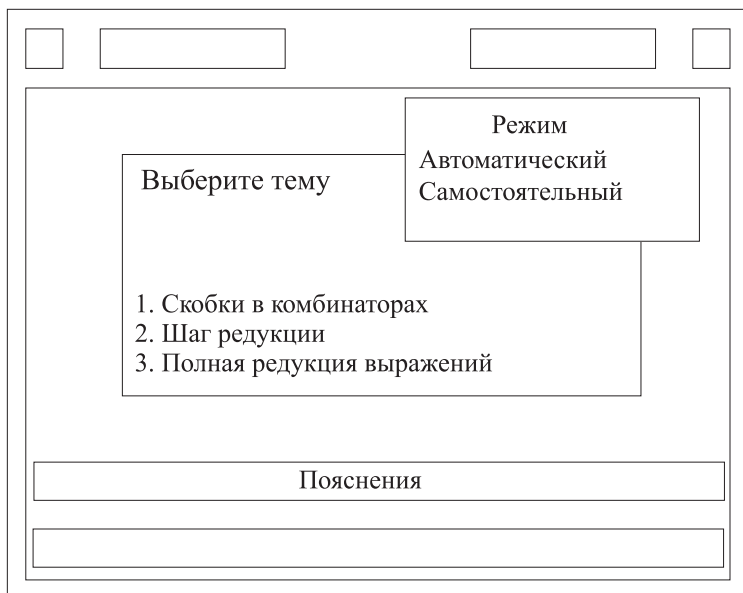 Режим
Автоматический
Самостоятельный
Выберите тему
1. Скобки в комбинаторах
2. Шаг редукции
3. Полная редукция выражений
Пояснения